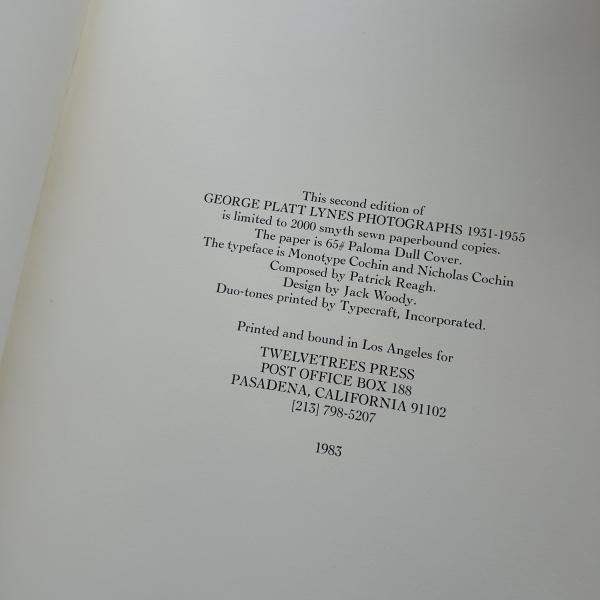 This second edition of
GEORGE PLATT LYNES PHOTOGRAPHS 1931-1955
is limited to 2000 smyth sewn paperbound copies.
The paper is 65# Paloma Dull Cover.
The typeface is Monotype Cochin and Nicholas Cochin
Composed by Patrick Reagh.
Design by Jack Woody.
Duo-tones printed by Typecraft, Incorporated.
Printed and bound in Los Angeles for
TWELVETREES PRESS
POST OFFICE BOX 188
PASADENA, CALIFORNIA 91102
[213] 798-5207
1983